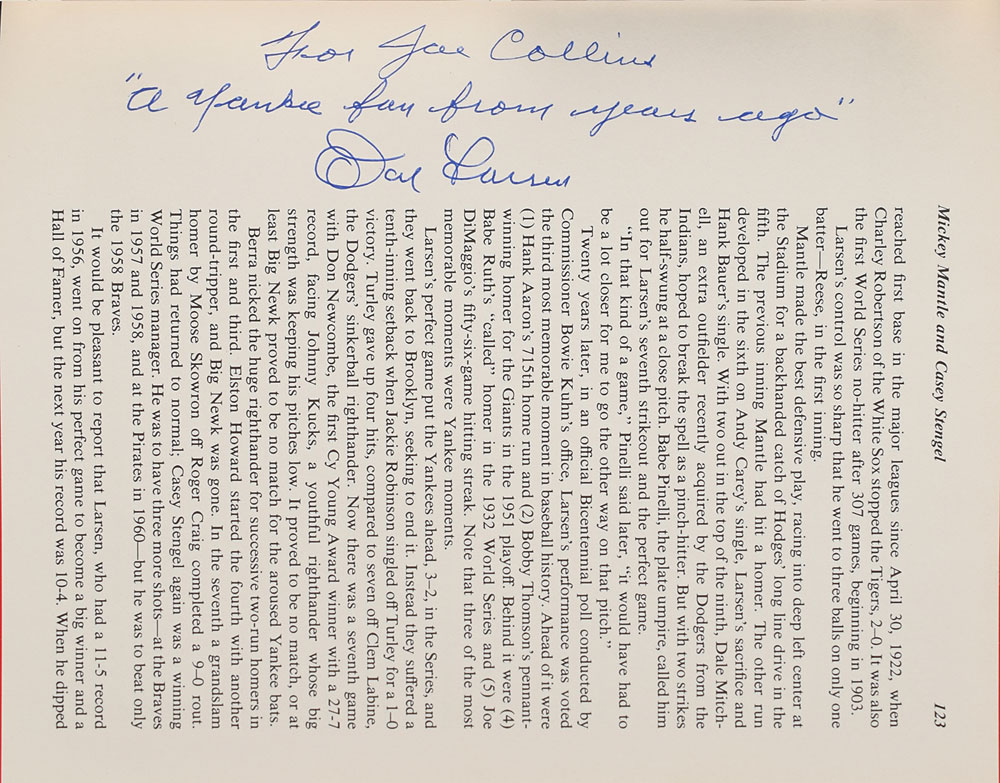 For Joe Collins
"A Yankee fan from years ago"
Don Larsen
Mickey Mantle and Casey Stengel 123
reached first base in the major leagues since April 30, 1922, when
Charley Robertson of the White Sox stopped the Tigers, 2–0. It was also
the first World Series no-hitter after 307 games, beginning in 1903.
Larsen's control was so sharp that he went to three balls on only one
batter—Reese, in the first inning.
Mantle made the best defensive play, racing into deep left center at
the Stadium for a backhanded catch of Hodges' long line drive in the
fifth. The previous inning Mantle had hit a homer. The other run
developed in the sixth on Andy Carey's single, Larsen's sacrifice and
Hank Bauer's single. With two out in the top of the ninth, Dale Mitch-
ell, an extra outfielder recently acquired by the Dodgers from the
Indians, hoped to break the spell as a pinch-hitter. But with two strikes
he half-swung at a close pitch. Babe Pinelli, the plate umpire, called him
out for Larsen's seventh strikeout and the perfect game.
"In that kind of a game," Pinelli said later, "it would have had to
be a lot closer for me to go the other way on that pitch."
Twenty years later, in an official Bicentennial poll conducted by
Commissioner Bowie Kuhn's office, Larsen's performance was voted
the third most memorable moment in baseball history. Ahead of it were
(1) Hank Aaron's 715th home run and (2) Bobby Thomson's pennant-
winning homer for the Giants in the 1951 playoff. Behind it were (4)
Babe Ruth's "called" homer in the 1932 World Series and (5) Joe
DiMaggio's fifty-six-game hitting streak. Note that three of the most
memorable moments were Yankee moments.
Larsen's perfect game put the Yankees ahead, 3–2, in the Series, and
they went back to Brooklyn, seeking to end it. Instead they suffered a
tenth-inning setback when Jackie Robinson singled off Turley for a 1–0
victory. Turley gave up four hits, compared to seven off Clem Labine,
the Dodgers' sinkerball righthander. Now there was a seventh game
with Don Newcombe, the first Cy Young Award winner with a 27-7
record, facing Johnny Kucks, a youthful righthander whose big
strength was keeping his pitches low. It proved to be no match, or at
least Big Newk proved to be no match for the aroused Yankee bats.
Berra nicked the huge righthander for successive two-run homers in
the first and third. Elston Howard started the fourth with another
round-tripper, and Big Newk was gone. In the seventh a grandslam
homer by Moose Skowron off Roger Craig completed a 9–0 rout.
Things had returned to normal; Casey Stengel again was a winning
World Series manager. He was to have three more shots—at the Braves
in 1957 and 1958, and at the Pirates in 1960—but he was to beat only
the 1958 Braves.
It would be pleasant to report that Larsen, who had a 11-5 record
in 1956, went on from his perfect game to become a big winner and a
Hall of Famer, but the next year his record was 10-4. When he dipped